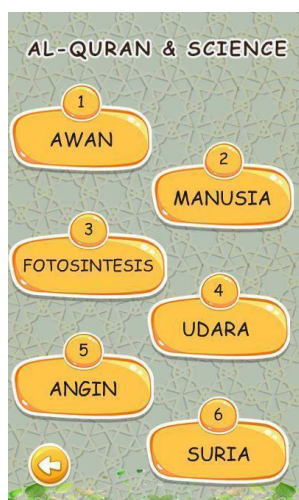 AL-QURAN & SCIENCE
1
AWAN
2
MANUSIA
3
FOTOSINTESIS
4
UDARA
5
ANGIN
6
SURIA